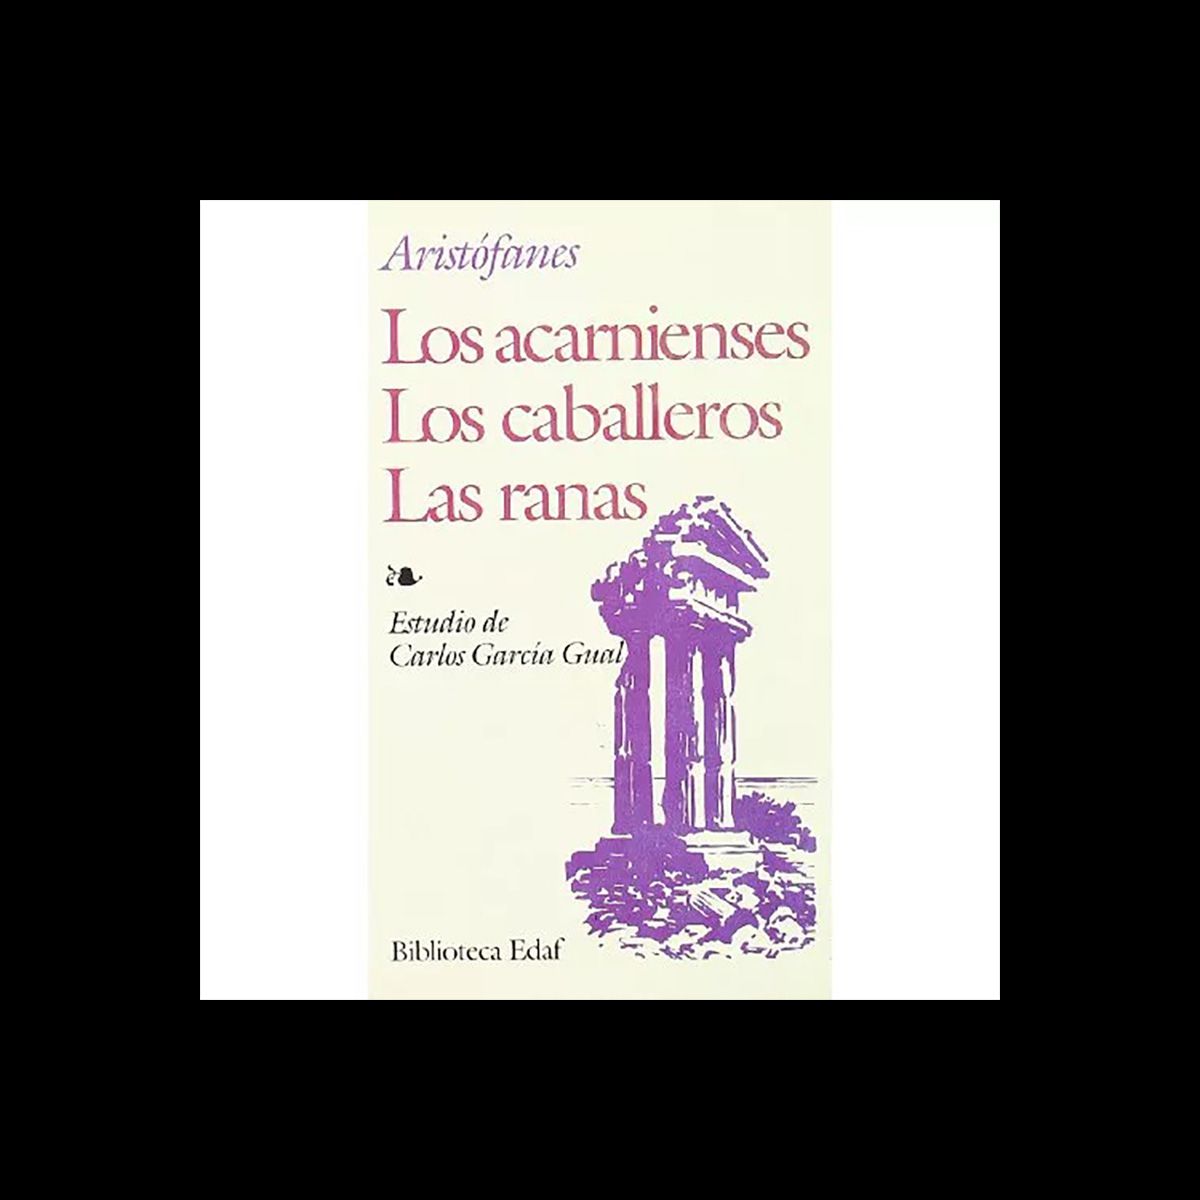 Aristófanes
Los acarnienses
Los caballeros
Las ranas
Estudio de
Carlos García Gual
Biblioteca Edaf